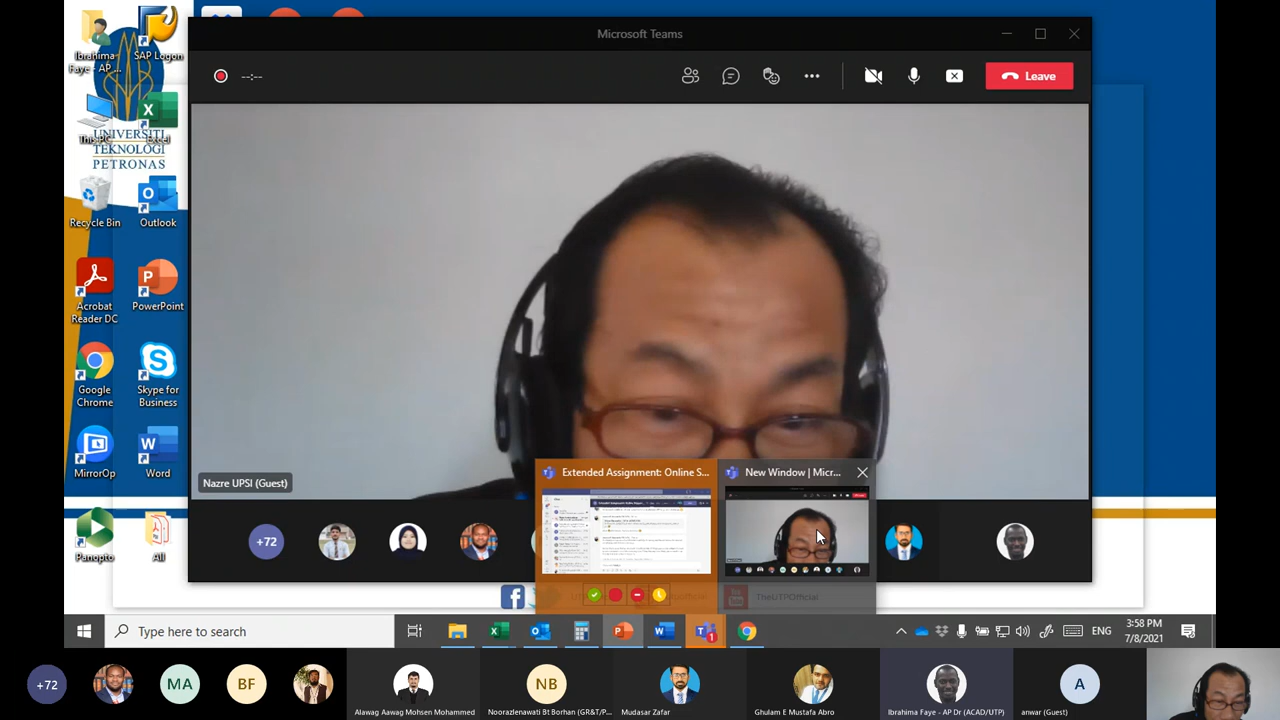 Microsoft Teams
--:--
Leave
Ibrahima
Faye - AP ...
SAP Logon
This PC
Excel
UNIVERSITI
TEKNOLOGI
PETRONAS
Recycle Bin
Outlook
Acrobat
Reader DC
PowerPoint
Google
Chrome
Skype for
Business
MirrorOp
Word
Panopto
All
Nazre UPSI (Guest)
Extended Assignment: Online S...
New Window | Micr...
+72
TheUTPOfficial
Type here to search
ENG
3:58 PM
7/8/2021
+72
MA
BF
Alawag Aawag Mohsen Mohammed
NB
Noorazlenawati Bt Borhan (GR&T/P...
Mudasar Zafar
Ghulam E Mustafa Abro
Ibrahima Faye - AP Dr (ACAD/UTP)
A
anwar (Guest)